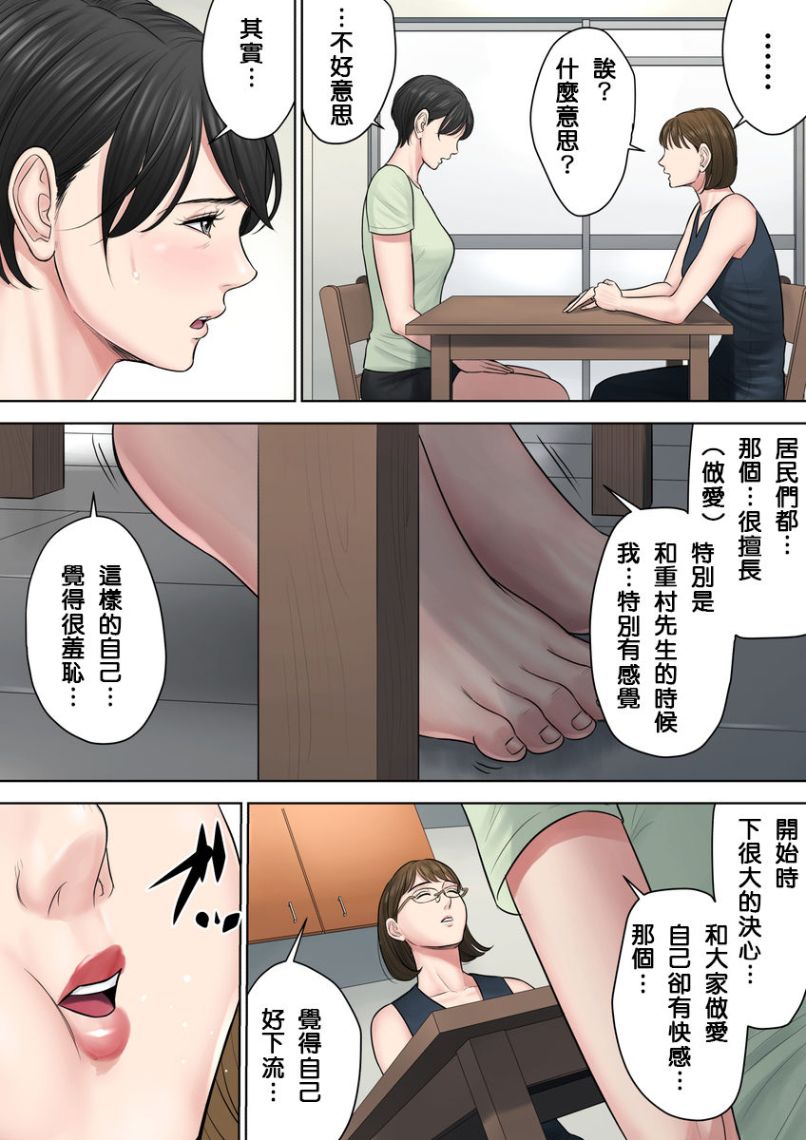 ……
誒？
什麼意思？
…不好意思
其實…
居民們都…
那個…很擅長
（做愛）
特別是
和重村先生的時候
我…特別有感覺
這樣的自己…
覺得很羞恥…
開始時
下很大的決心…
和大家做愛
自己卻有快感…
那個…
覺得自己
好下流…